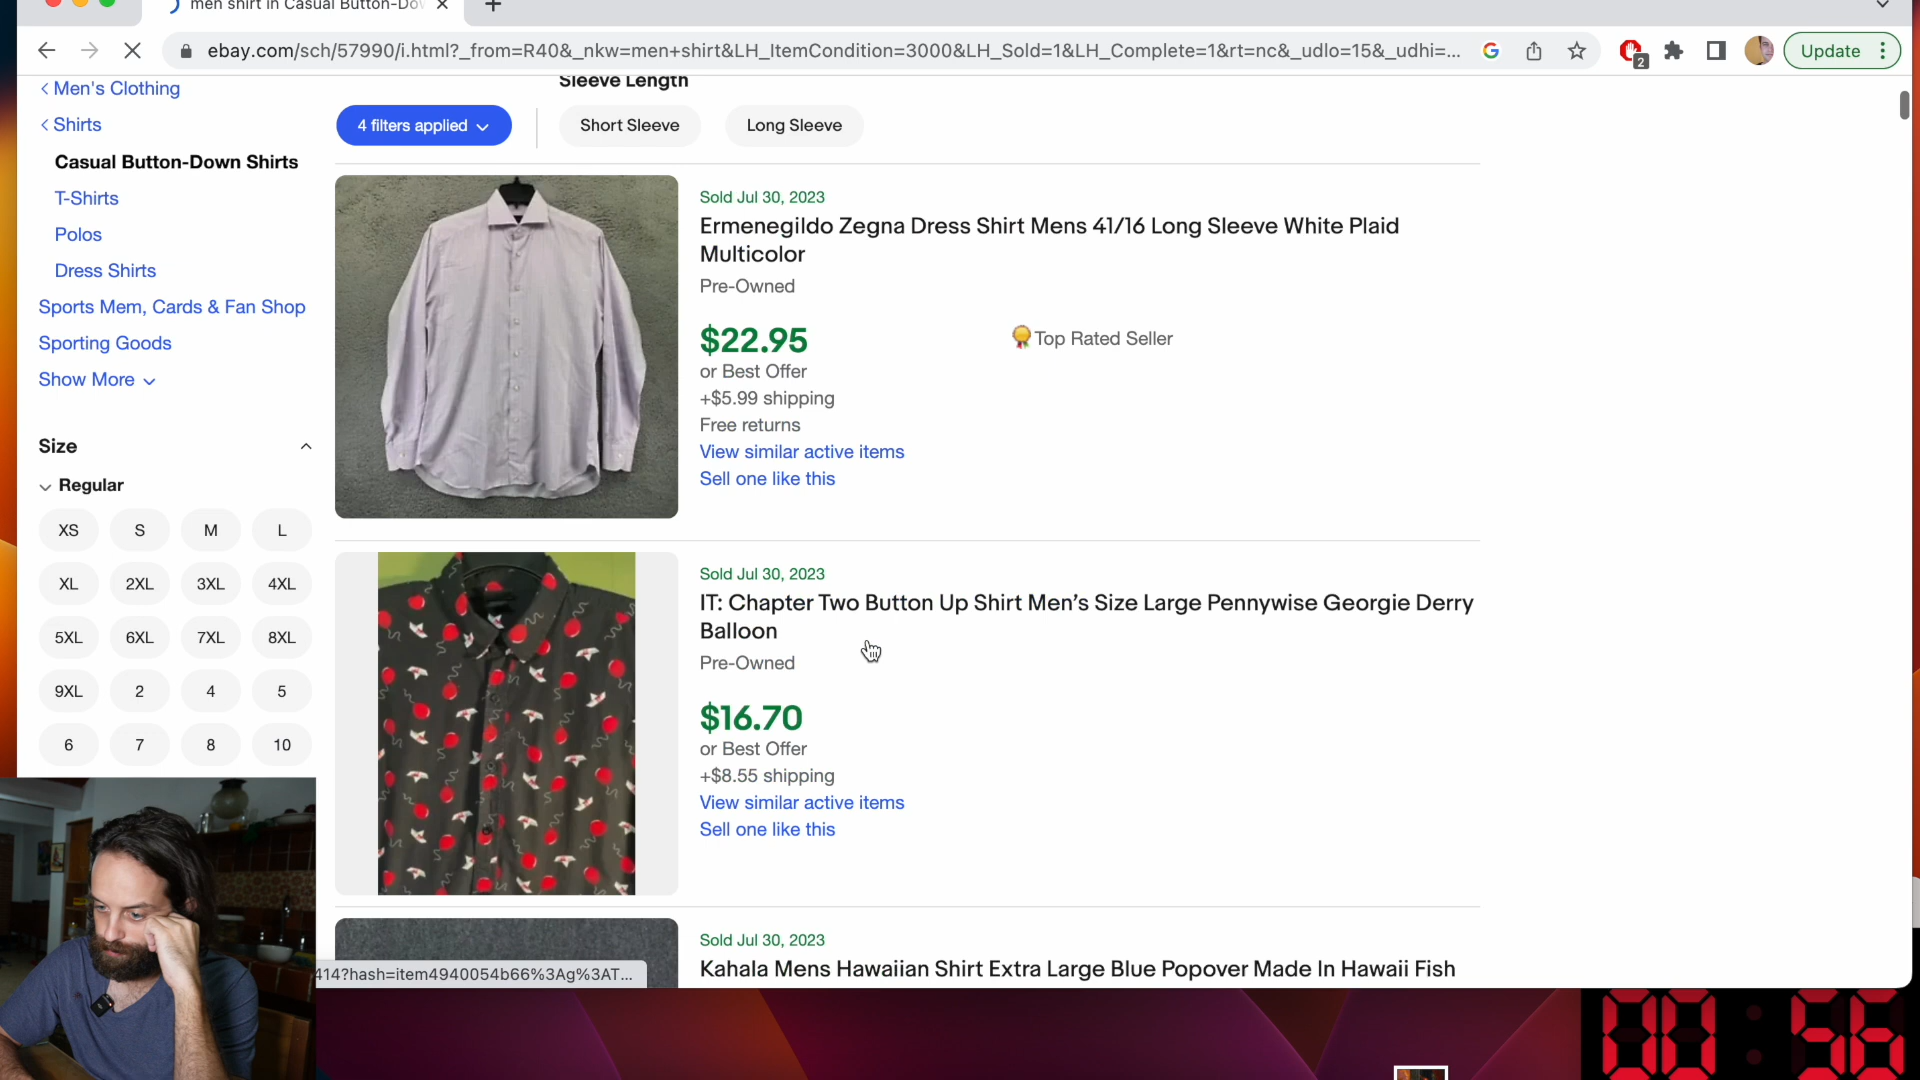 men shirt in Casual Button-Do
ebay.com/sch/57990/i.html?_from=R40&_nkw=men+shirt&LH_ItemCondition=3000&LH_Sold=1&LH_Complete=1&rt=nc&_udlo=15&_udhi=...
2
Update
Men's Clothing
Shirts
Casual Button-Down Shirts
T-Shirts
Polos
Dress Shirts
Sports Mem, Cards & Fan Shop
Sporting Goods
Show More
Size
Regular
XS S M L
XL 2XL 3XL 4XL
5XL 6XL 7XL 8XL
9XL 2 4 5
6 7 8 10
Sleeve Length
4 filters applied
Short Sleeve
Long Sleeve
Sold Jul 30, 2023
Ermenegildo Zegna Dress Shirt Mens 41/16 Long Sleeve White Plaid
Multicolor
Pre-Owned
$22.95
Top Rated Seller
or Best Offer
+$5.99 shipping
Free returns
View similar active items
Sell one like this
Sold Jul 30, 2023
IT: Chapter Two Button Up Shirt Men’s Size Large Pennywise Georgie Derry
Balloon
Pre-Owned
$16.70
or Best Offer
+$8.55 shipping
View similar active items
Sell one like this
Sold Jul 30, 2023
Kahala Mens Hawaiian Shirt Extra Large Blue Popover Made In Hawaii Fish
414?hash=item4940054b66%3Ag%3AT...
00:56